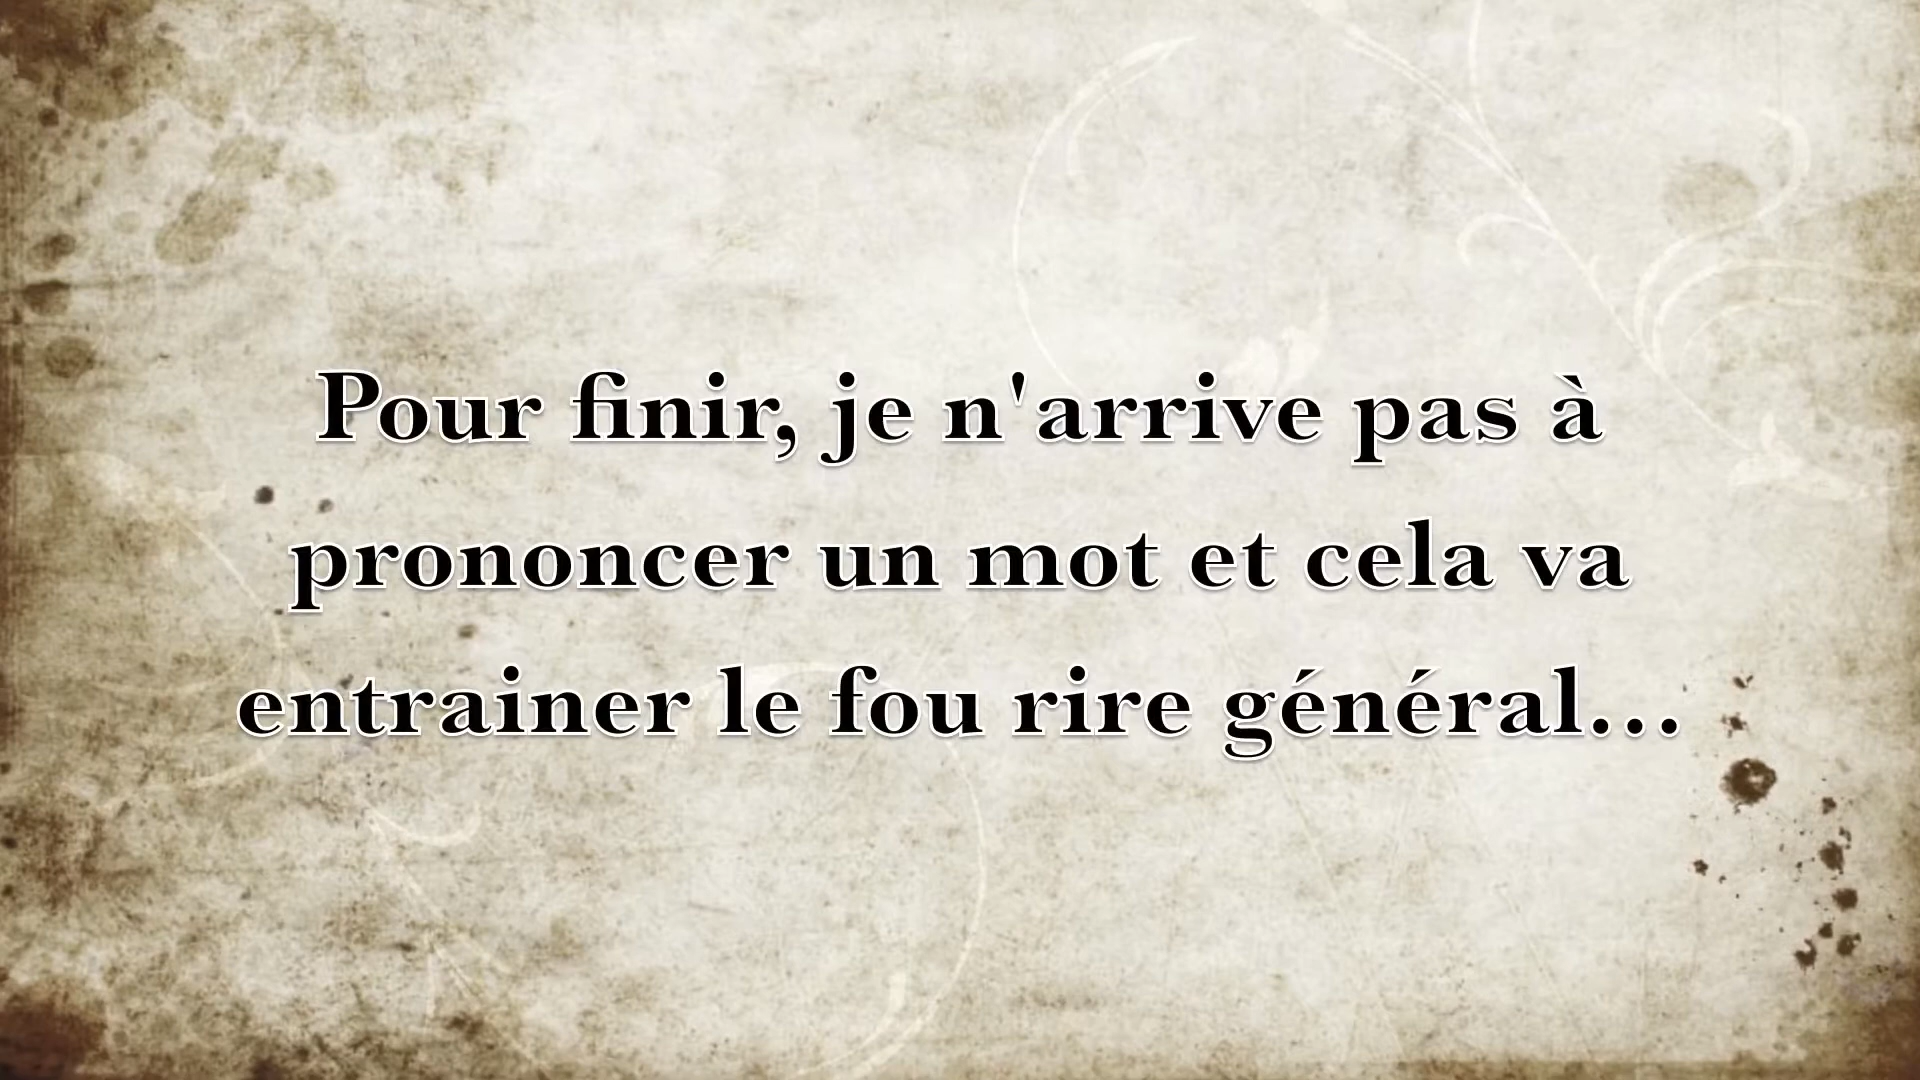 Pour finir, je n'arrive pas à
prononcer un mot et cela va
entrainer le fou rire général...